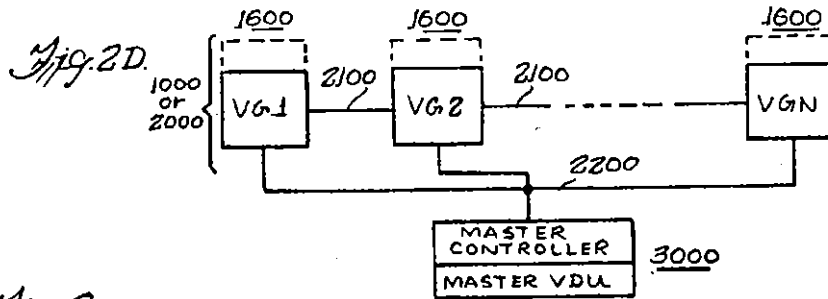 1600 1600 1600
Fig. 2D.
1000
or
2000
VG1 2100 VG2 2100 VGN
2200
MASTER
CONTROLLER
3000
MASTER VDU